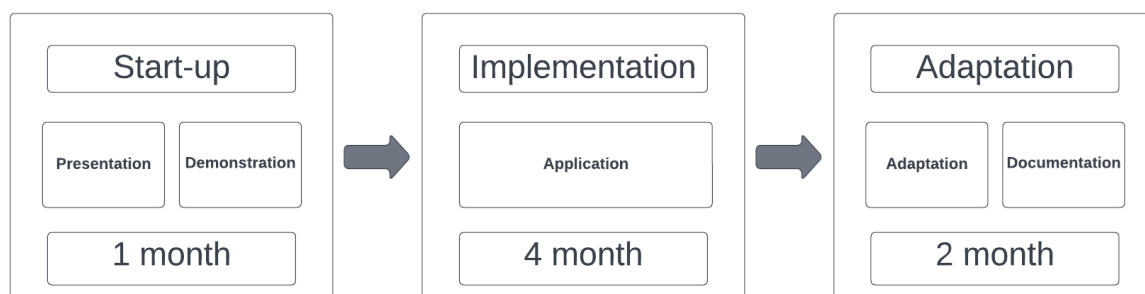 Start-up
Presentation
Demonstration
1 month
Implementation
Application
4 month
Adaptation
Adaptation
Documentation
2 month